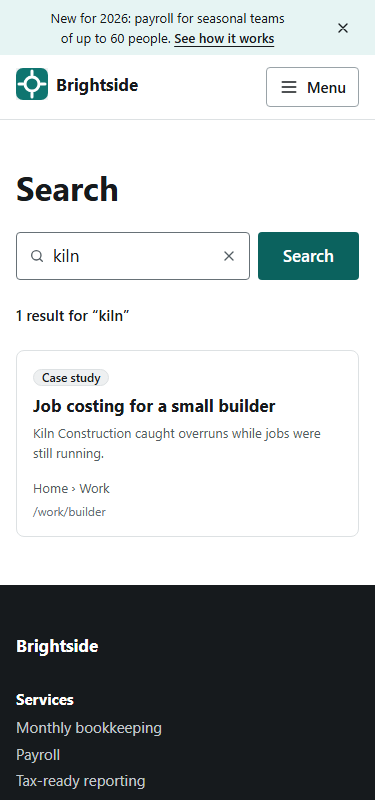 New for 2026: payroll for seasonal teams
of up to 60 people. See how it works
Brightside
Menu
Search
kiln
Search
1 result for “kiln”
Case study
Job costing for a small builder
Kiln Construction caught overruns while jobs were
still running.
Home › Work
/work/builder
Brightside
Services
Monthly bookkeeping
Payroll
Tax-ready reporting